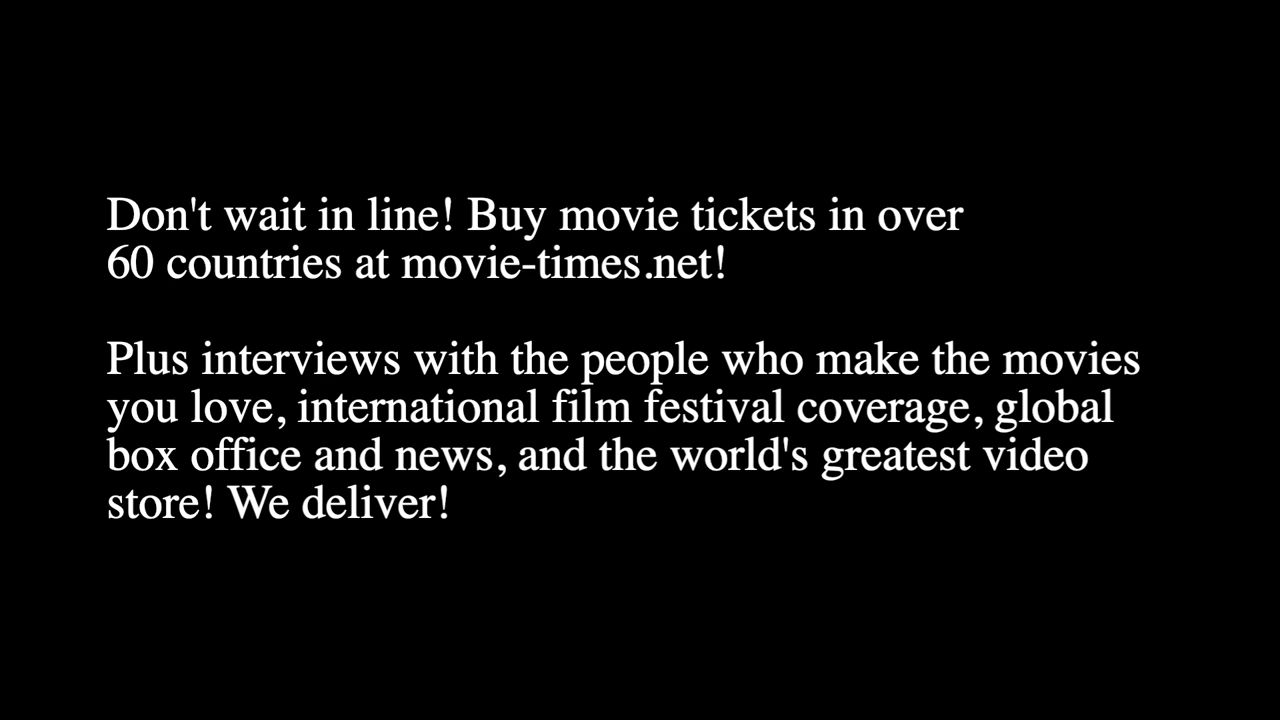 Don't wait in line! Buy movie tickets in over
60 countries at movie-times.net!
Plus interviews with the people who make the movies
you love, international film festival coverage, global
box office and news, and the world's greatest video
store! We deliver!